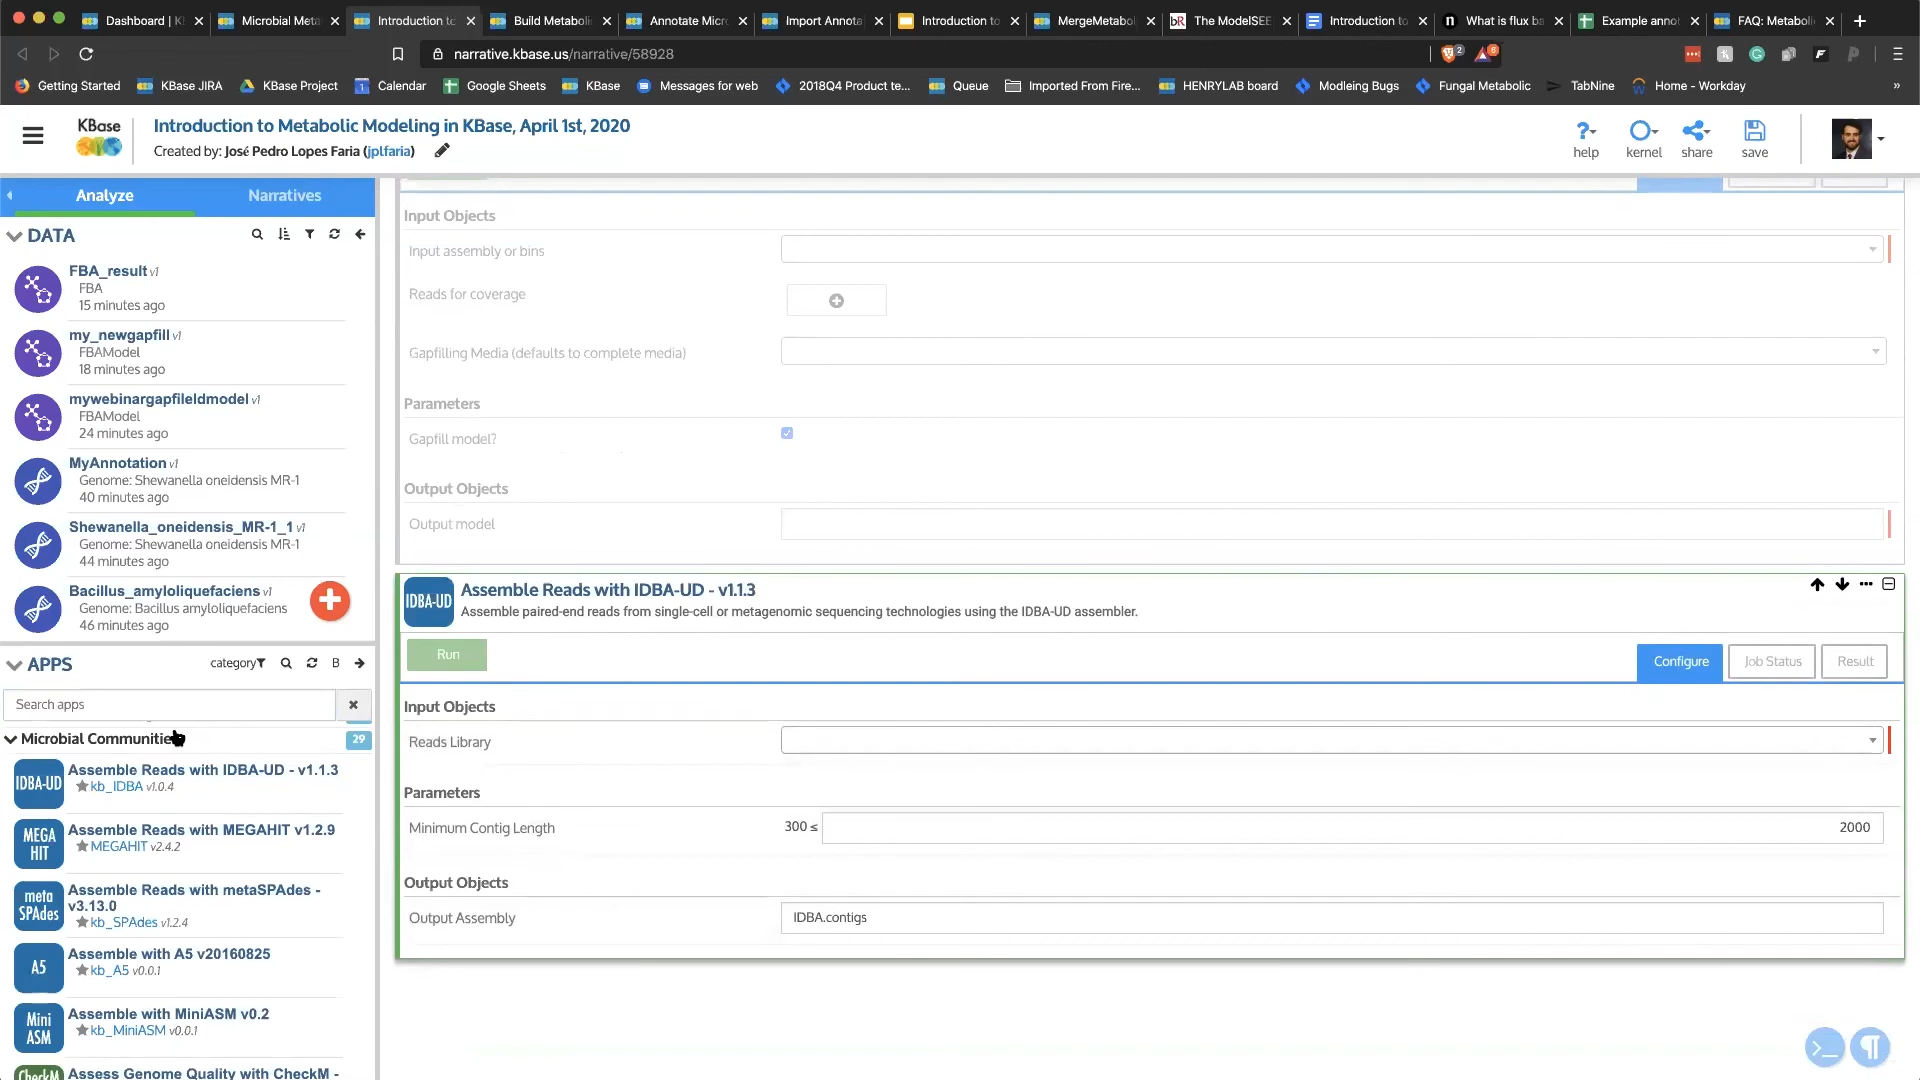 Dashboard | K
Microbial Meta
Introduction to
Build Metaboli
Annotate Micr
Import Annota
Introduction to
MergeMetabol
The ModelSEE
Introduction to
What is flux ba
Example annot
FAQ: Metaboli
narrative.kbase.us/narrative/58928
2
6
Getting Started
KBase JIRA
KBase Project
Calendar
Google Sheets
KBase
Messages for web
2018Q4 Product te...
Queue
Imported From Fire...
HENRYLAB board
Modleing Bugs
Fungal Metabolic
TabNine
Home - Workday
»
KBase
Introduction to Metabolic Modeling in KBase, April 1st, 2020
Created by: José Pedro Lopes Faria (jplfaria)
help
kernel
share
save
Analyze
Narratives
DATA
FBA_result v1
FBA
15 minutes ago
my_newgapfill v1
FBAModel
18 minutes ago
mywebinargapfileldmodel v1
FBAModel
24 minutes ago
MyAnnotation v1
Genome: Shewanella oneidensis MR-1
40 minutes ago
Shewanella_oneidensis_MR-1_1 v1
Genome: Shewanella oneidensis MR-1
44 minutes ago
Bacillus_amyloliquefaciens v1
Genome: Bacillus amyloliquefaciens
46 minutes ago
APPS
category
R
Search apps
Microbial Communitie
29
IDBA-UD
Assemble Reads with IDBA-UD - v1.1.3
kb_IDBA v1.0.4
MEGA
HIT
Assemble Reads with MEGAHIT v1.2.9
MEGAHIT v2.4.2
meta
SPAdes
Assemble Reads with metaSPAdes -
v3.13.0
kb_SPAdes v1.2.4
A5
Assemble with A5 v20160825
kb_A5 v0.0.1
Mini
ASM
Assemble with MiniASM v0.2
kb_MiniASM v0.0.1
CheckM
Assess Genome Quality with CheckM -
Input Objects
Input assembly or bins
Reads for coverage
Gapfilling Media (defaults to complete media)
Parameters
Gapfill model?
Output Objects
Output model
IDBA-UD
Assemble Reads with IDBA-UD - v1.1.3
Assemble paired-end reads from single-cell or metagenomic sequencing technologies using the IDBA-UD assembler.
Run
Configure
Job Status
Result
Input Objects
Reads Library
Parameters
Minimum Contig Length
300 ≤
2000
Output Objects
Output Assembly
IDBA.contigs